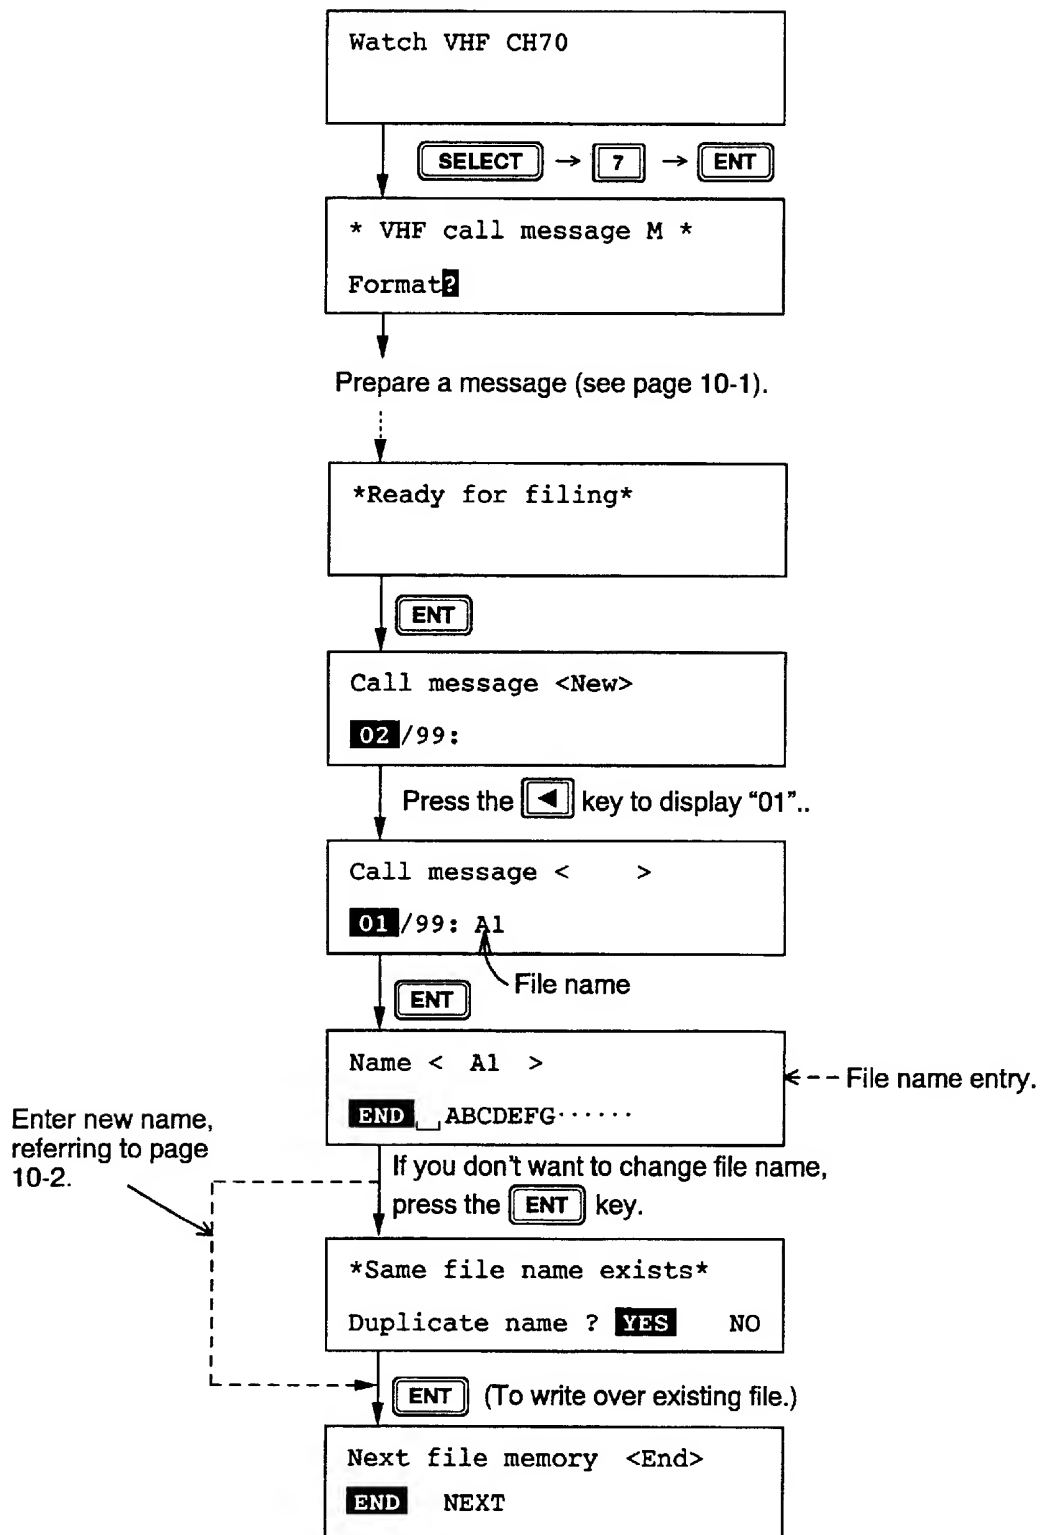 Watch VHF CH70
SELECT → 7 → ENT
* VHF call message M *
Format?
Prepare a message (see page 10-1).
*Ready for filing*
ENT
Call message <New>
02/99:
Press the ◄ key to display “01”..
Call message <    >
01/99: A1
File name
ENT
Name < A1 >
END␣ABCDEFG······
File name entry.
Enter new name,
referring to page
10-2.
If you don't want to change file name,
press the ENT key.
*Same file name exists*
Duplicate name ? YES NO
ENT (To write over existing file.)
Next file memory <End>
END NEXT